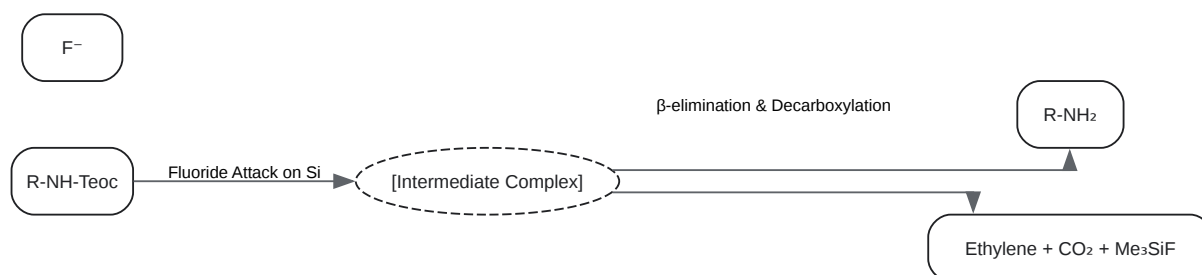 F⁻
β-elimination & Decarboxylation
R-NH₂
R-NH-Teoc
Fluoride Attack on Si
[Intermediate Complex]
Ethylene + CO₂ + Me₃SiF